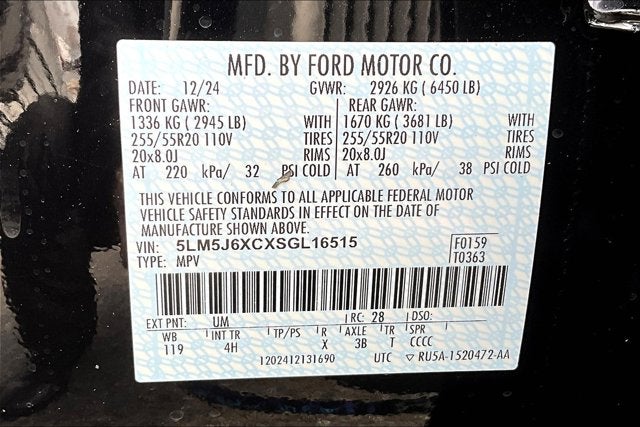 MFD. BY FORD MOTOR CO.
DATE: 12/24 GVWR: 2926 KG ( 6450 LB)
FRONT GAWR: REAR GAWR:
1336 KG ( 2945 LB) WITH 1670 KG ( 3681 LB) WITH
255/55R20 110V TIRES 255/55R20 110V TIRES
20x8.0J RIMS 20x8.0J RIMS
AT 220 kPa/ 32 PSI COLD AT 260 kPa/ 38 PSI COLD
THIS VEHICLE CONFORMS TO ALL APPLICABLE FEDERAL MOTOR
VEHICLE SAFETY STANDARDS IN EFFECT ON THE DATE OF
MANUFACTURE SHOWN ABOVE.
VIN: 5LM5J6XCXSGL16515 F0159
TYPE: MPV T0363
EXT PNT: UM RC: 28 DSO:
WB INT TR TP/PS R AXLE TR SPR
119 4H X 3B T CCCC
1202412131690 UTC ▽ RU5A-1520472-AA